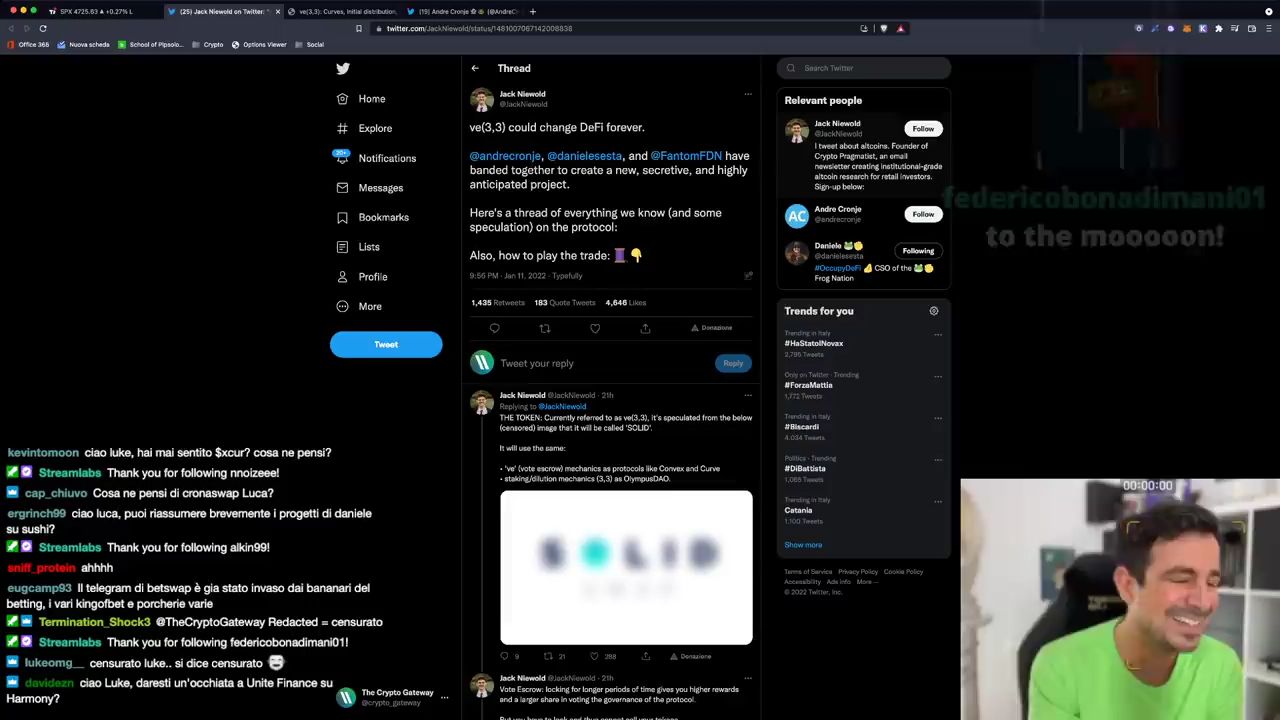 SPX 4725.63 ▲ +0.27% L
(25) Jack Niewold on Twitter: "
ve(3,3): Curves, Initial distribution,
(19) Andre Cronje (@AndreC
twitter.com/JackNiewold/status/1481007067142008838
Office 365
Nuova scheda
School of Pipsolo...
Crypto
Options Viewer
Social
Home
Explore
20+
Notifications
Messages
Bookmarks
Lists
Profile
More
Tweet
Thread
Jack Niewold
@JackNiewold
ve(3,3) could change DeFi forever.
@andrecronje, @danielesesta, and @FantomFDN have
banded together to create a new, secretive, and highly
anticipated project.
Here's a thread of everything we know (and some
speculation) on the protocol:
Also, how to play the trade: 🧵👇
9:56 PM · Jan 11, 2022 · Typefully
1,435 Retweets 183 Quote Tweets 4,646 Likes
Donazione
Tweet your reply
Reply
Jack Niewold @JackNiewold · 21h
Replying to @JackNiewold
THE TOKEN: Currently referred to as ve(3,3), it's speculated from the below
(censored) image that it will be called 'SOLID'.
It will use the same:
• 've' (vote escrow) mechanics as protocols like Convex and Curve
• staking/dilution mechanics (3,3) as OlympusDAO.
9 21 288 Donazione
Jack Niewold @JackNiewold · 21h
Vote Escrow: locking for longer periods of time gives you higher rewards
and a larger share in voting the governance of the protocol.
Search Twitter
Relevant people
Jack Niewold
@JackNiewold
Follow
I tweet about altcoins. Founder of
Crypto Pragmatist, an email
newsletter creating institutional-grade
altcoin research for retail investors.
Sign-up below:
AC
Andre Cronje
@andrecronje
Follow
Daniele 🐸✊
@danielesesta
Following
#OccupyDeFi CSO of the 🐸✊
Frog Nation
Trends for you
Trending in Italy
#HaStatoINovax
2,795 Tweets
Only on Twitter · Trending
#ForzaMattia
1,772 Tweets
Trending in Italy
#Biscardi
4.034 Tweets
Politics · Trending
#DiBattista
1,085 Tweets
Trending in Italy
Catania
1,100 Tweets
Show more
Terms of Service Privacy Policy Cookie Policy
Accessibility Ads info More ···
© 2022 Twitter, Inc.
federicobonadimani01
to the mooooon!
00:00:00
kevintomoon ciao luke, hai mai sentito $xcur? cosa ne pensi?
Streamlabs Thank you for following nnoizeee!
cap_chiuvo Cosa ne pensi di cronaswap Luca?
ergrinch99 ciao luca, puoi riassumere brevemente i progetti di daniele
su sushi?
Streamlabs Thank you for following alkin99!
sniff_protein ahhhh
eugcamp93 Il telegram di betswap è gia stato invaso dai bananari del
betting, i vari kirolbet e porcherie varie
Termination_Shock3 @TheCryptoGateway Redacted = censurato
Streamlabs Thank you for following federicobonadimani01!
lukeomg__ censurato luke.. si dice censurato
davidezn ciao Luke, daresti un'occhiata a Unite Finance su
Harmony?
The Crypto Gateway
@crypto_gateway